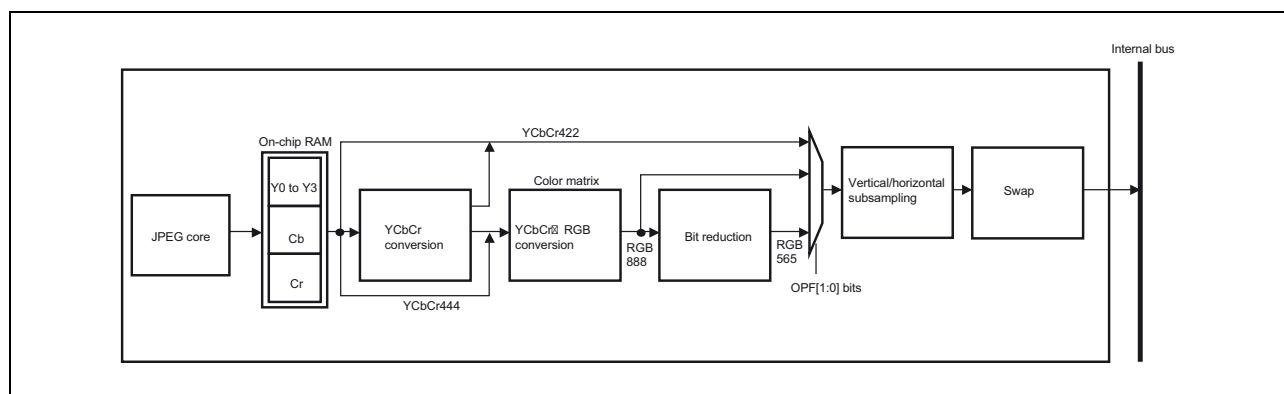 Internal bus
YCbCr422
On-chip RAM
Y0 to Y3
Cb
Cr
JPEG core
YCbCr
conversion
YCbCr444
Color matrix
YCbCr□ RGB
conversion
RGB
888
Bit reduction
RGB
565
OPF[1:0] bits
Vertical/horizontal
subsampling
Swap